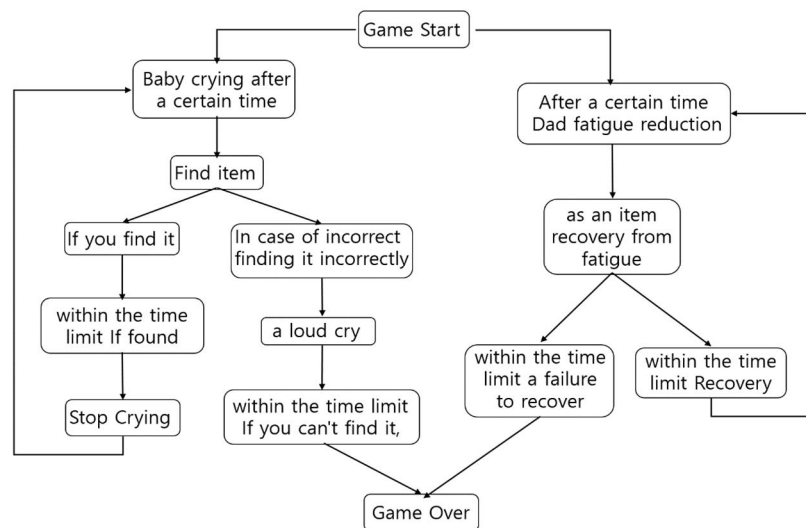 Game Start
Baby crying after
a certain time
After a certain time
Dad fatigue reduction
Find item
If you find it
In case of incorrect
finding it incorrectly
as an item
recovery from
fatigue
within the time
limit If found
a loud cry
within the time
limit a failure
to recover
within the time
limit Recovery
Stop Crying
within the time limit
If you can't find it,
Game Over